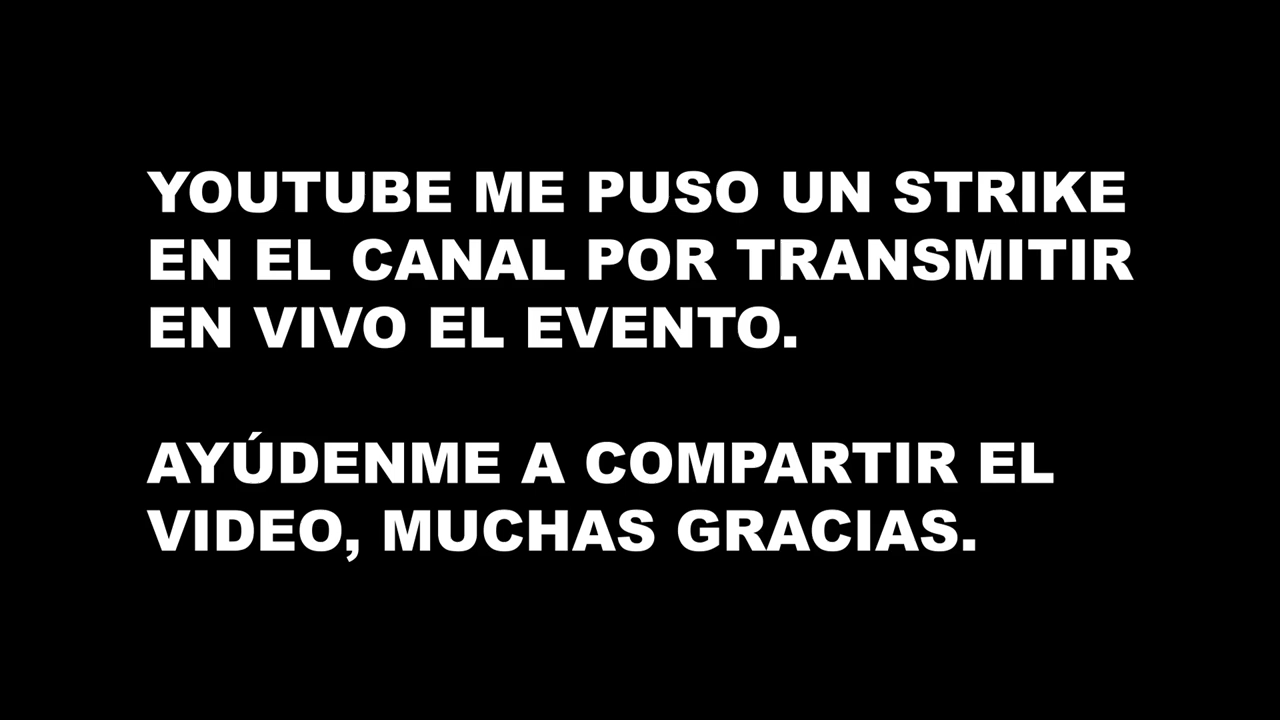 YOUTUBE ME PUSO UN STRIKE
EN EL CANAL POR TRANSMITIR
EN VIVO EL EVENTO.
AYÚDENME A COMPARTIR EL
VIDEO, MUCHAS GRACIAS.